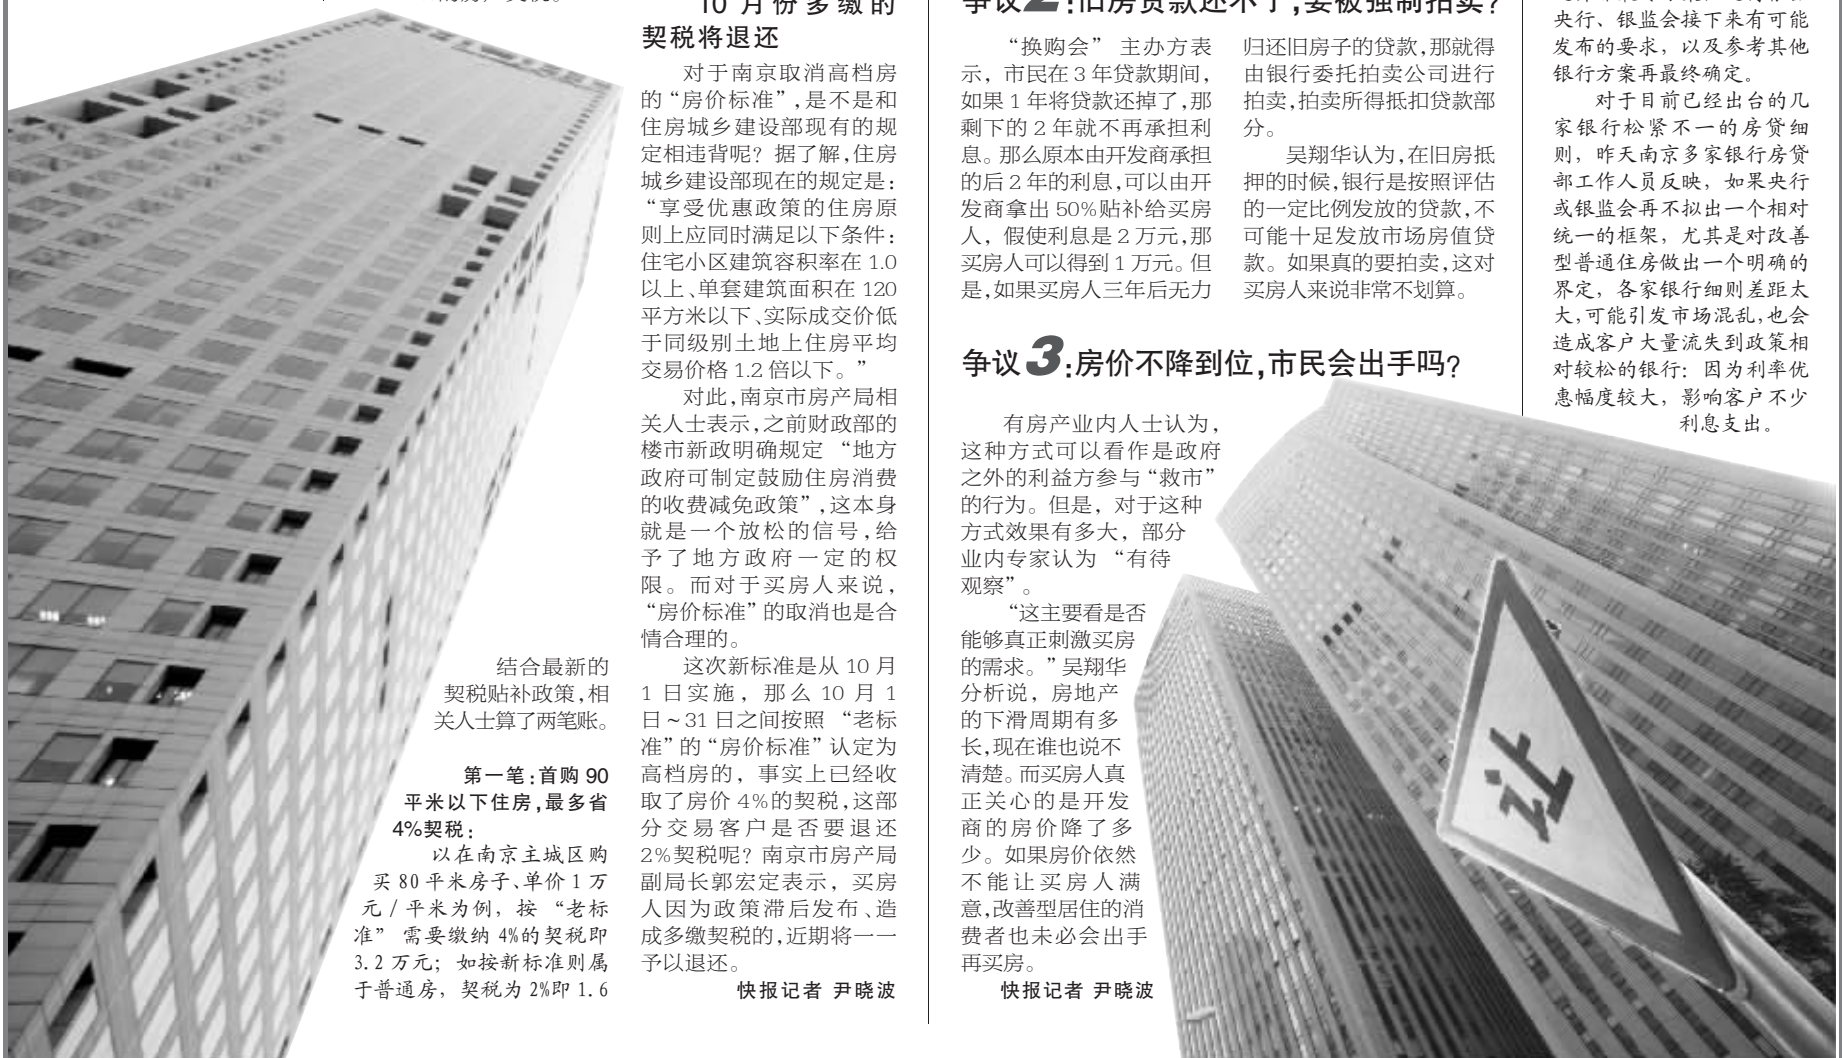 结合最新的
契税贴补政策,相
关人士算了两笔账。
第一笔:首购 90
平米以下住房,最多省
4%契税:
以在南京主城区购
买 80 平米房子、单价 1 万
元 / 平米为例，按 “老标
准” 需要缴纳 4%的契税即
3.2 万元；如按新标准则属
于普通房，契税为 2%即 1.6
10 月份多缴的
契税将退还
对于南京取消高档房
的“房价标准”,是不是和
住房城乡建设部现有的规
定相违背呢？据了解,住房
城乡建设部现在的规定是：
“享受优惠政策的住房原
则上应同时满足以下条件：
住宅小区建筑容积率在 1.0
以上、单套建筑面积在 120
平方米以下、实际成交价低
于同级别土地上住房平均
交易价格 1.2 倍以下。”
对此,南京市房产局相
关人士表示,之前财政部的
楼市新政明确规定 “地方
政府可制定鼓励住房消费
的收费减免政策”,这本身
就是一个放松的信号,给
予了地方政府一定的权
限。而对于买房人来说，
“房价标准”的取消也是合
情合理的。
这次新标准是从 10 月
1 日实施，那么 10 月 1
日~31 日之间按照 “老标
准”的“房价标准”认定为
高档房的，事实上已经收
取了房价 4%的契税,这部
分交易客户是否要退还
2%契税呢？南京市房产局
副局长郭宏定表示，买房
人因为政策滞后发布、造
成多缴契税的,近期将一一
予以退还。
快报记者 尹晓波
争议2:旧房贷款还不了,要被强制拍卖?
“换购会” 主办方表
示，市民在 3 年贷款期间，
如果 1 年将贷款还掉了,那
剩下的 2 年就不再承担利
息。那么原本由开发商承担
的后 2 年的利息,可以由开
发商拿出 50%贴补给买房
人，假使利息是 2 万元,那
买房人可以得到 1 万元。但
是,如果买房人三年后无力
归还旧房子的贷款,那就得
由银行委托拍卖公司进行
拍卖,拍卖所得抵扣贷款部
分。
吴翔华认为,在旧房抵
押的时候,银行是按照评估
的一定比例发放的贷款,不
可能十足发放市场房值贷
款。如果真的要拍卖,这对
买房人来说非常不划算。
争议3:房价不降到位,市民会出手吗?
有房产业内人士认为，
这种方式可以看作是政府
之外的利益方参与“救市”
的行为。但是，对于这种
方式效果有多大，部分
业内专家认为 “有待
观察”。
“这主要看是否
能够真正刺激买房
的需求。”吴翔华
分析说，房地产
的下滑周期有多
长,现在谁也说不
清楚。而买房人真
正关心的是开发
商的房价降了多
少。如果房价依然
不能让买房人满
意,改善型居住的消
费者也未必会出手
再买房。
快报记者 尹晓波
央行、银监会接下来有可能
发布的要求，以及参考其他
银行方案再最终确定。
对于目前已经出台的几
家银行松紧不一的房贷细
则，昨天南京多家银行房贷
部工作人员反映，如果央行
或银监会再不拟出一个相对
统一的框架，尤其是对改善
型普通住房做出一个明确的
界定，各家银行细则差距太
大,可能引发市场混乱,也会
造成客户大量流失到政策相
对较松的银行：因为利率优
惠幅度较大，影响客户不少
利息支出。
让